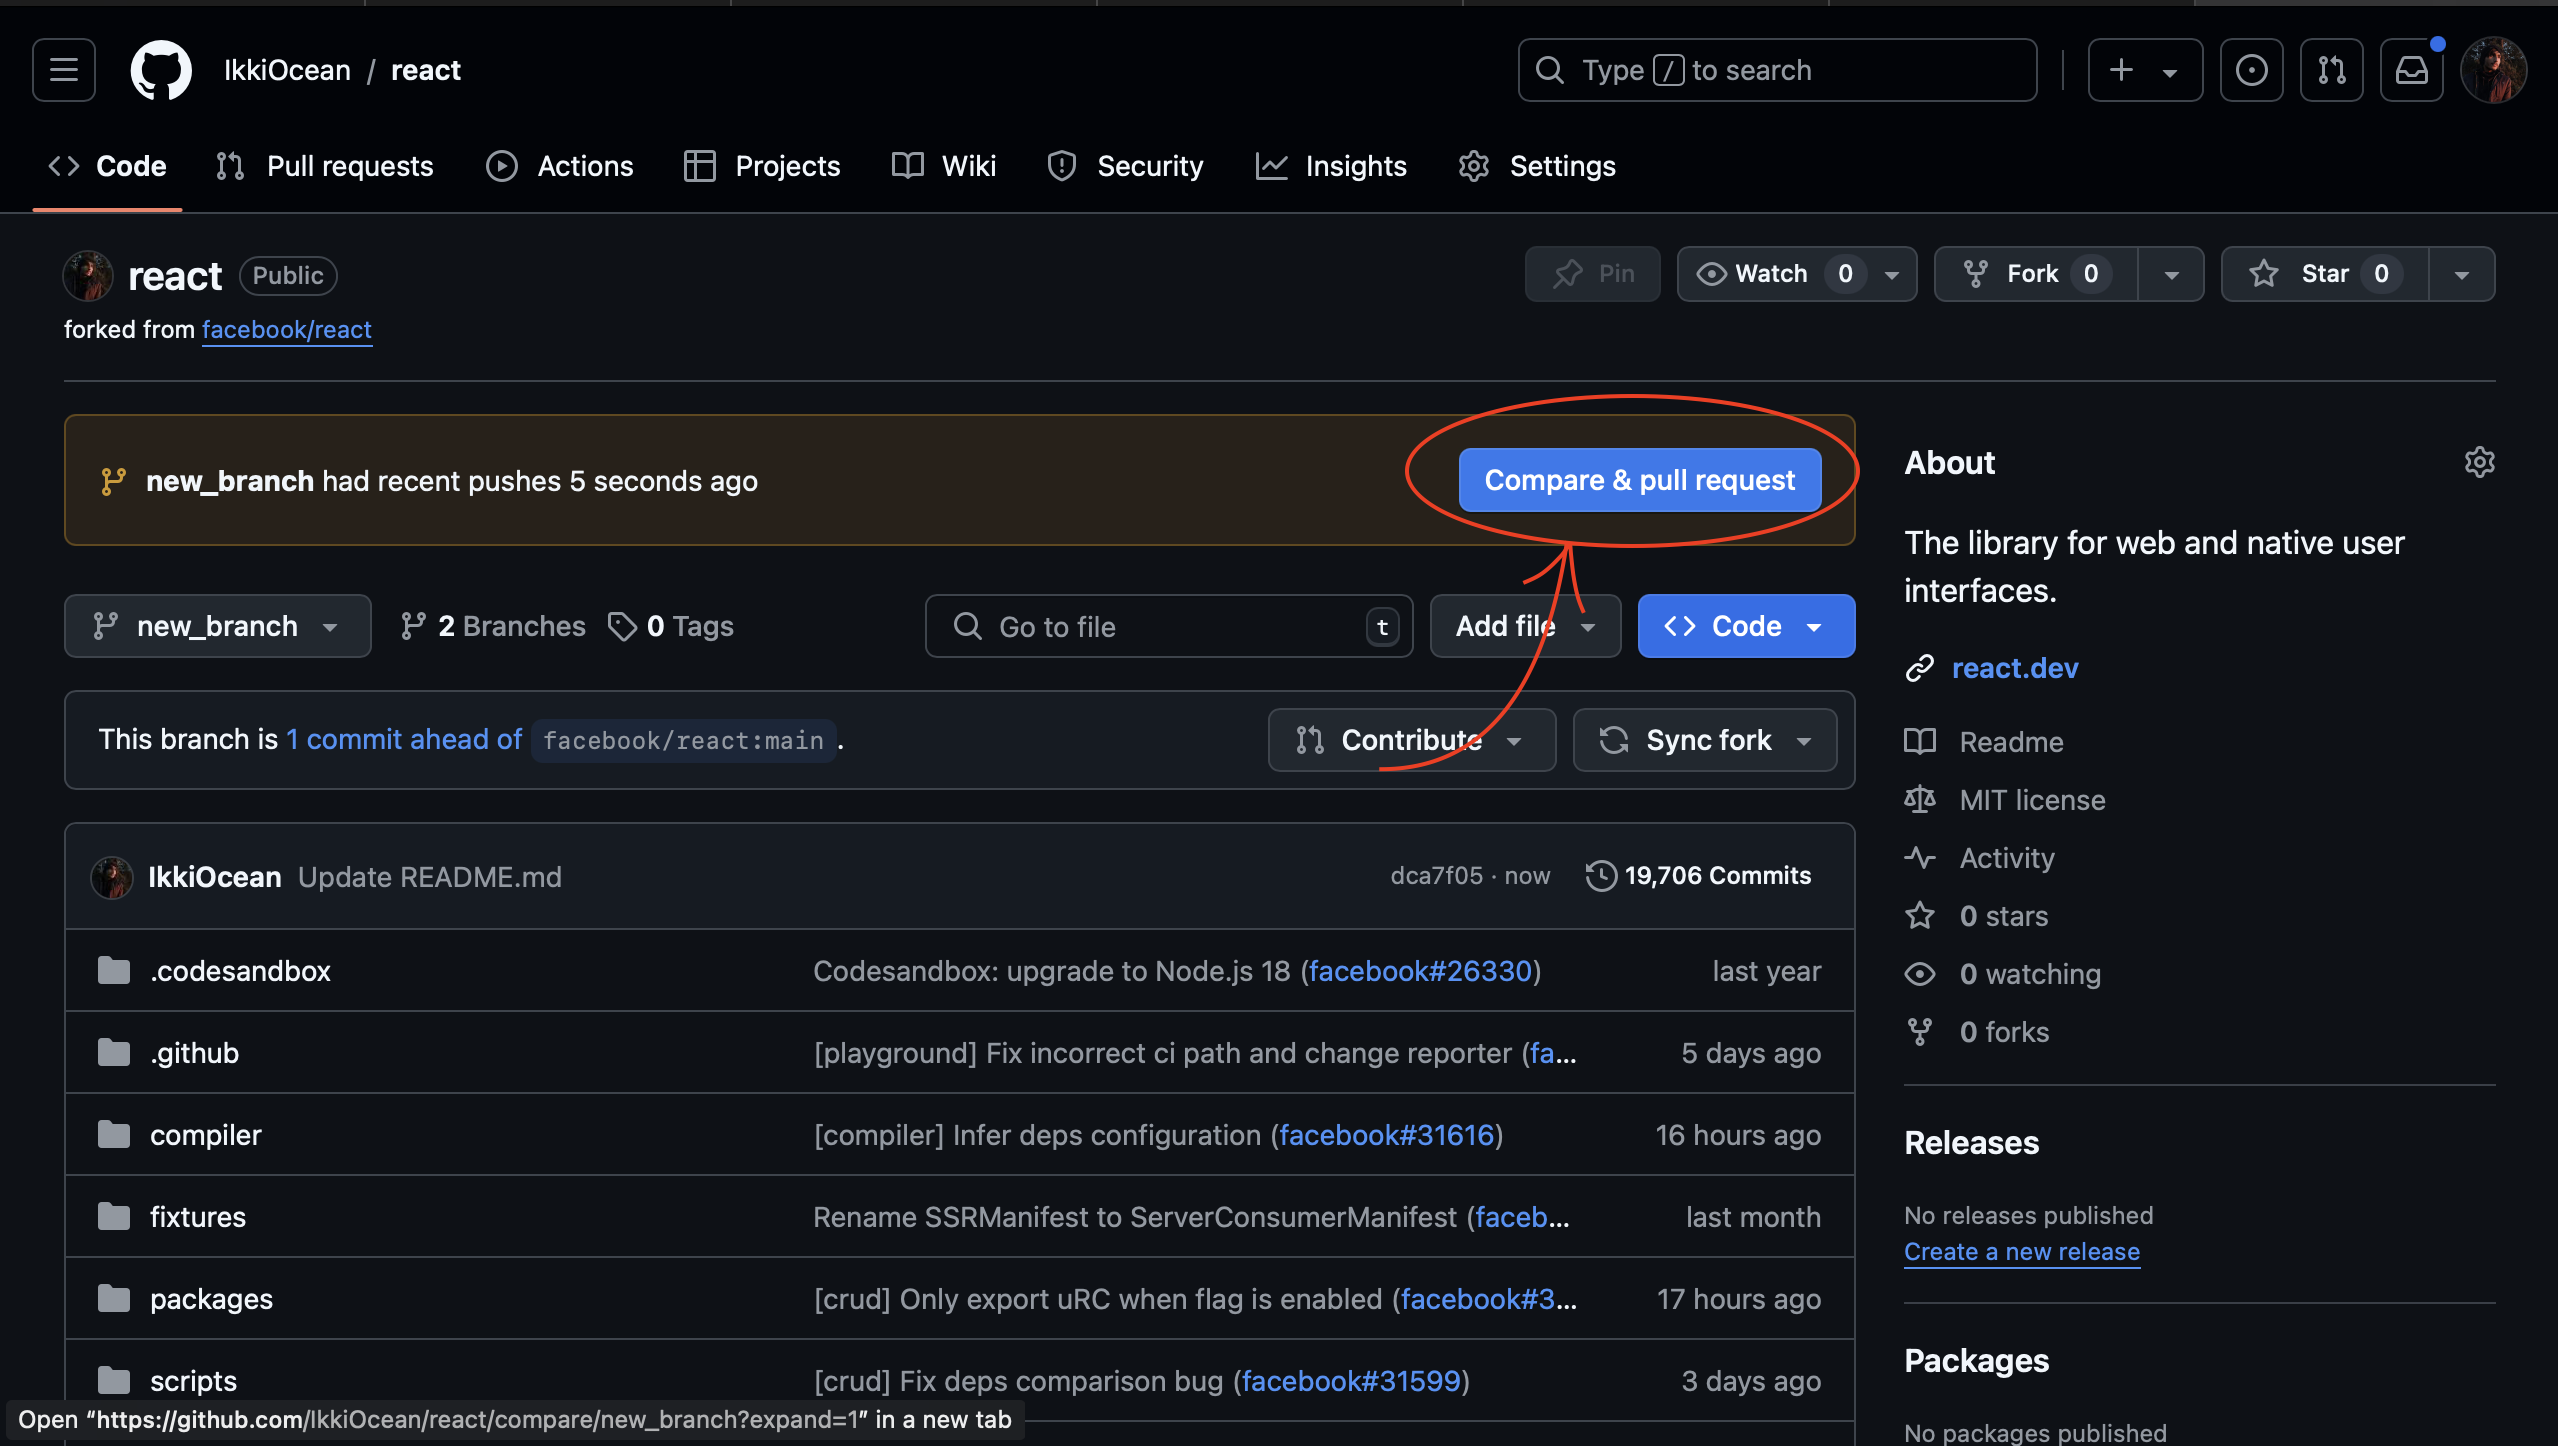 IkkiOcean / react
Type / to search
Code Pull requests Actions Projects Wiki Security Insights Settings
react Public
Pin Watch 0 Fork 0 Star 0
forked from facebook/react
new_branch had recent pushes 5 seconds ago
Compare & pull request
new_branch 2 Branches 0 Tags
Go to file t Add file Code
This branch is 1 commit ahead of facebook/react:main .
Contribute Sync fork
IkkiOcean Update README.md dca7f05 · now 19,706 Commits
.codesandbox Codesandbox: upgrade to Node.js 18 (facebook#26330) last year
.github [playground] Fix incorrect ci path and change reporter (fa... 5 days ago
compiler [compiler] Infer deps configuration (facebook#31616) 16 hours ago
fixtures Rename SSRManifest to ServerConsumerManifest (faceb... last month
packages [crud] Only export uRC when flag is enabled (facebook#3... 17 hours ago
scripts [crud] Fix deps comparison bug (facebook#31599) 3 days ago
Open “https://github.com/IkkiOcean/react/compare/new_branch?expand=1” in a new tab
About
The library for web and native user
interfaces.
react.dev
Readme
MIT license
Activity
0 stars
0 watching
0 forks
Releases
No releases published
Create a new release
Packages
No packages published